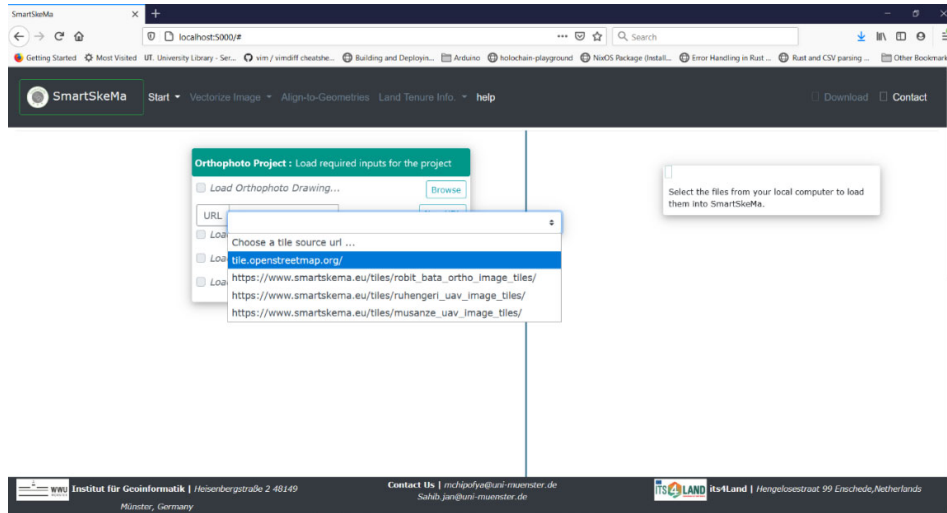 SmartSkeMa
localhost:5000/#
Search
Getting Started Most Visited UT. University Library - Ser... vim / vimdiff cheatshe... Building and Deployin... Arduino holochain-playground NixOS Package (Install... Error Handling in Rust ... Rust and CSV parsing ... Other Bookmark
SmartSkeMa Start Vectorize Image Align-to-Geometries Land Tenure Info. help Download Contact
Orthophoto Project : Load required inputs for the project
Load Orthophoto Drawing... Browse
Select the files from your local computer to load
them into SmartSkeMa.
URL
Choose a tile source url ...
tile.openstreetmap.org/
https://www.smartskema.eu/tiles/robit_bata_ortho_image_tiles/
https://www.smartskema.eu/tiles/ruhengeri_uav_image_tiles/
https://www.smartskema.eu/tiles/musanze_uav_image_tiles/
WWU Institut für Geoinformatik | Heisenbergstraße 2 48149
Münster, Germany
Contact Us | mchipofya@uni-muenster.de
Sahib.jan@uni-muenster.de
ITS4LAND its4Land | Hengelosestraat 99 Enschede,Netherlands